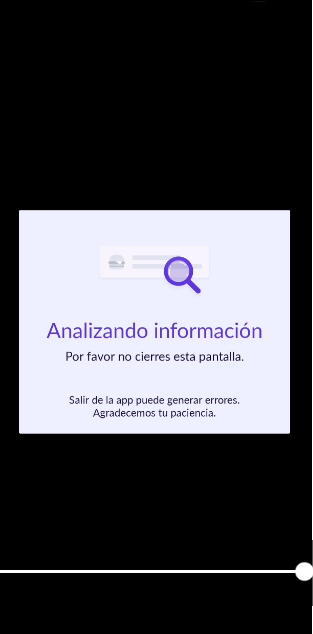 Analizando información
Por favor no cierres esta pantalla.
Salir de la app puede generar errores.
Agradecemos tu paciencia.